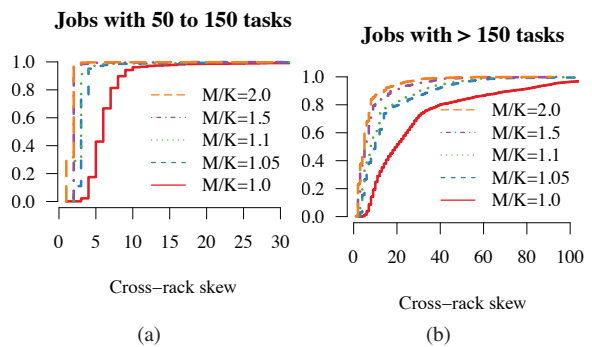 Jobs with 50 to 150 tasks
1.0
0.8
0.6
0.4
0.2
0.0
M/K=2.0
M/K=1.5
M/K=1.1
M/K=1.05
M/K=1.0
0 5 10 15 20 25 30
Cross−rack skew
(a)
Jobs with > 150 tasks
1.0
0.8
0.6
0.4
0.2
0.0
M/K=2.0
M/K=1.5
M/K=1.1
M/K=1.05
M/K=1.0
0 20 40 60 80 100
Cross−rack skew
(b)